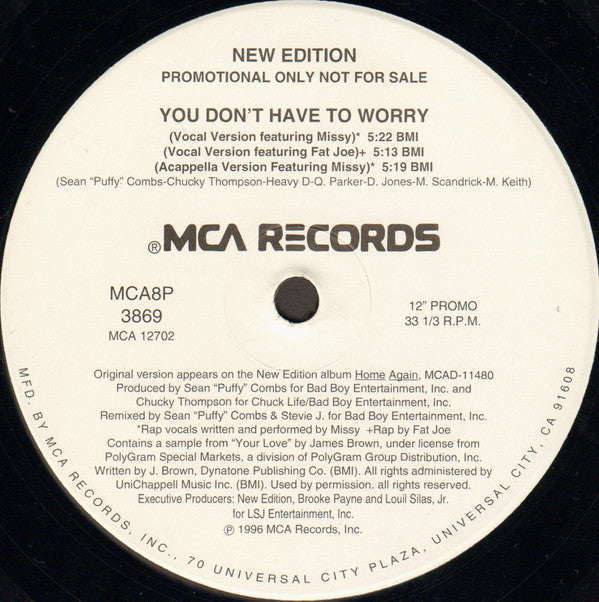 NEW EDITION
PROMOTIONAL ONLY NOT FOR SALE
YOU DON'T HAVE TO WORRY
(Vocal Version featuring Missy)* 5:22 BMI
(Vocal Version featuring Fat Joe)+ 5:13 BMI
(Acappella Version Featuring Missy)* 5:19 BMI
(Sean "Puffy" Combs-Chucky Thompson-Heavy D-Q. Parker-D. Jones-M. Scandrick-M. Keith)
®MCA RECORDS
MCA8P
3869
MCA 12702
12" PROMO
33 1/3 R.P.M.
Original version appears on the New Edition album Home Again, MCAD-11480
Produced by Sean "Puffy" Combs for Bad Boy Entertainment, Inc. and
Chucky Thompson for Chuck Life/Bad Boy Entertainment, Inc.
Remixed by Sean "Puffy" Combs & Stevie J. for Bad Boy Entertainment, Inc.
*Rap vocals written and performed by Missy +Rap by Fat Joe
Contains a sample from "Your Love" by James Brown, under license from
PolyGram Special Markets, a division of PolyGram Group Distribution, Inc.
Written by J. Brown, Dynatone Publishing Co. (BMI). All rights administered by
UniChappell Music Inc. (BMI). Used by permission. all rights reserved.
Executive Producers: New Edition, Brooke Payne and Louil Silas, Jr.
for LSJ Entertainment, Inc.
℗ 1996 MCA Records, Inc.
MFD. BY MCA RECORDS, INC., 70 UNIVERSAL CITY PLAZA, UNIVERSAL CITY, CA 91608